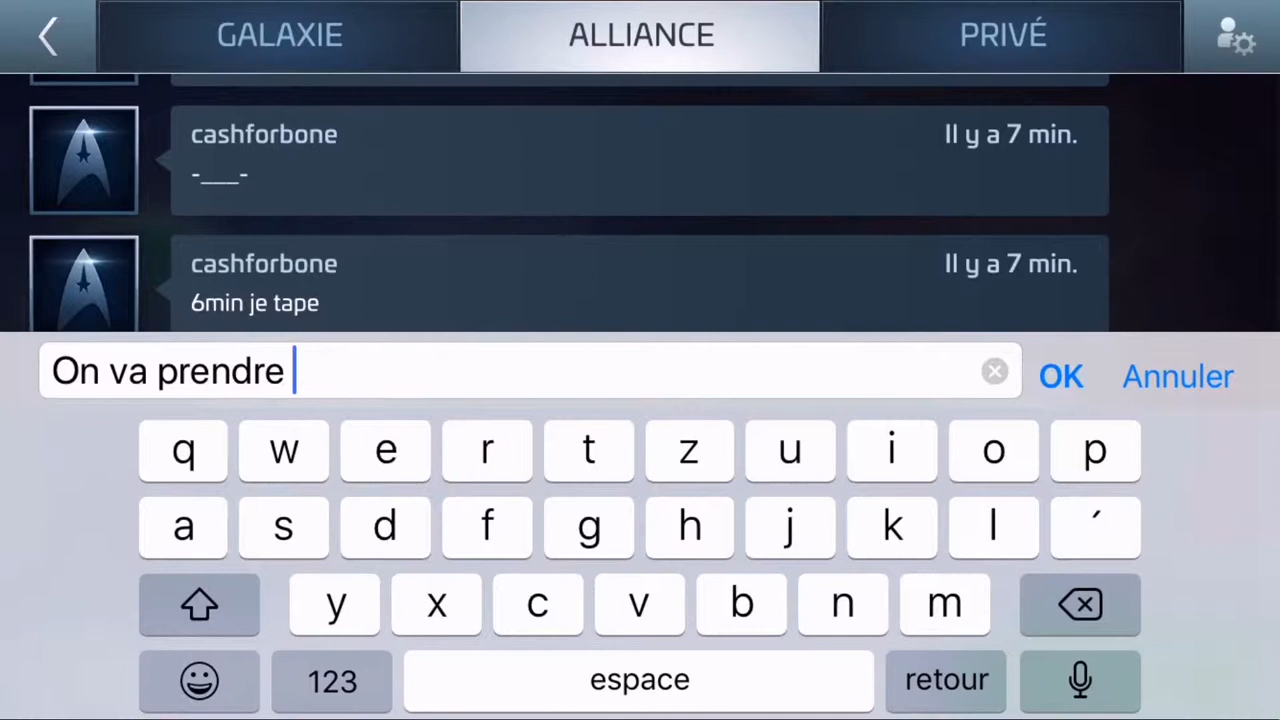 GALAXIE ALLIANCE PRIVÉ
cashforbone Il y a 7 min.
-___-
cashforbone Il y a 7 min.
6min je tape
On va prendre
OK Annuler
q w e r t z u i o p
a s d f g h j k l ´
y x c v b n m
123 espace retour